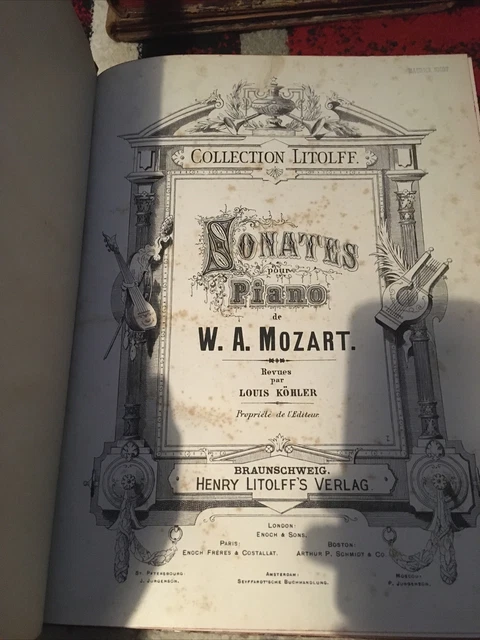 COLLECTION LITOLFF.
SONATES
pour
Piano
de
W. A. MOZART.
Revues
par
LOUIS KÖHLER
Propriété de l'Editeur.
BRAUNSCHWEIG.
HENRY LITOLFF'S VERLAG
LONDON:
ENOCH & SONS.
PARIS: BOSTON:
ENOCH FRÈRES & COSTALLAT. ARTHUR P. SCHMIDT & CO.
ST. PETERSBOURG: AMSTERDAM: MOSCOU:
J. JURGENSON. SEYFFARDT'SCHE BUCHHANDLUNG. P. JURGENSON.